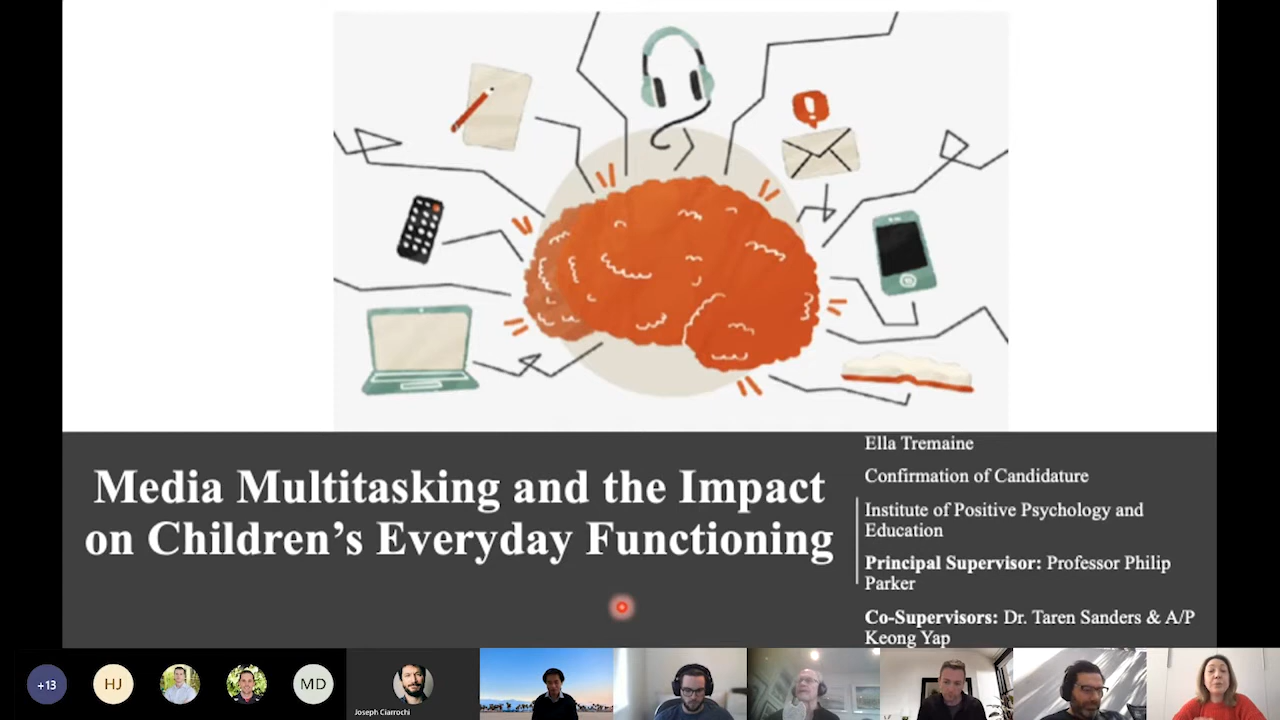 !
Media Multitasking and the Impact
on Children's Everyday Functioning
Ella Tremaine
Confirmation of Candidature
Institute of Positive Psychology and
Education
Principal Supervisor: Professor Philip
Parker
Co-Supervisors: Dr. Taren Sanders & A/P
Keong Yap
+13
HJ
MD
Joseph Ciarrochi